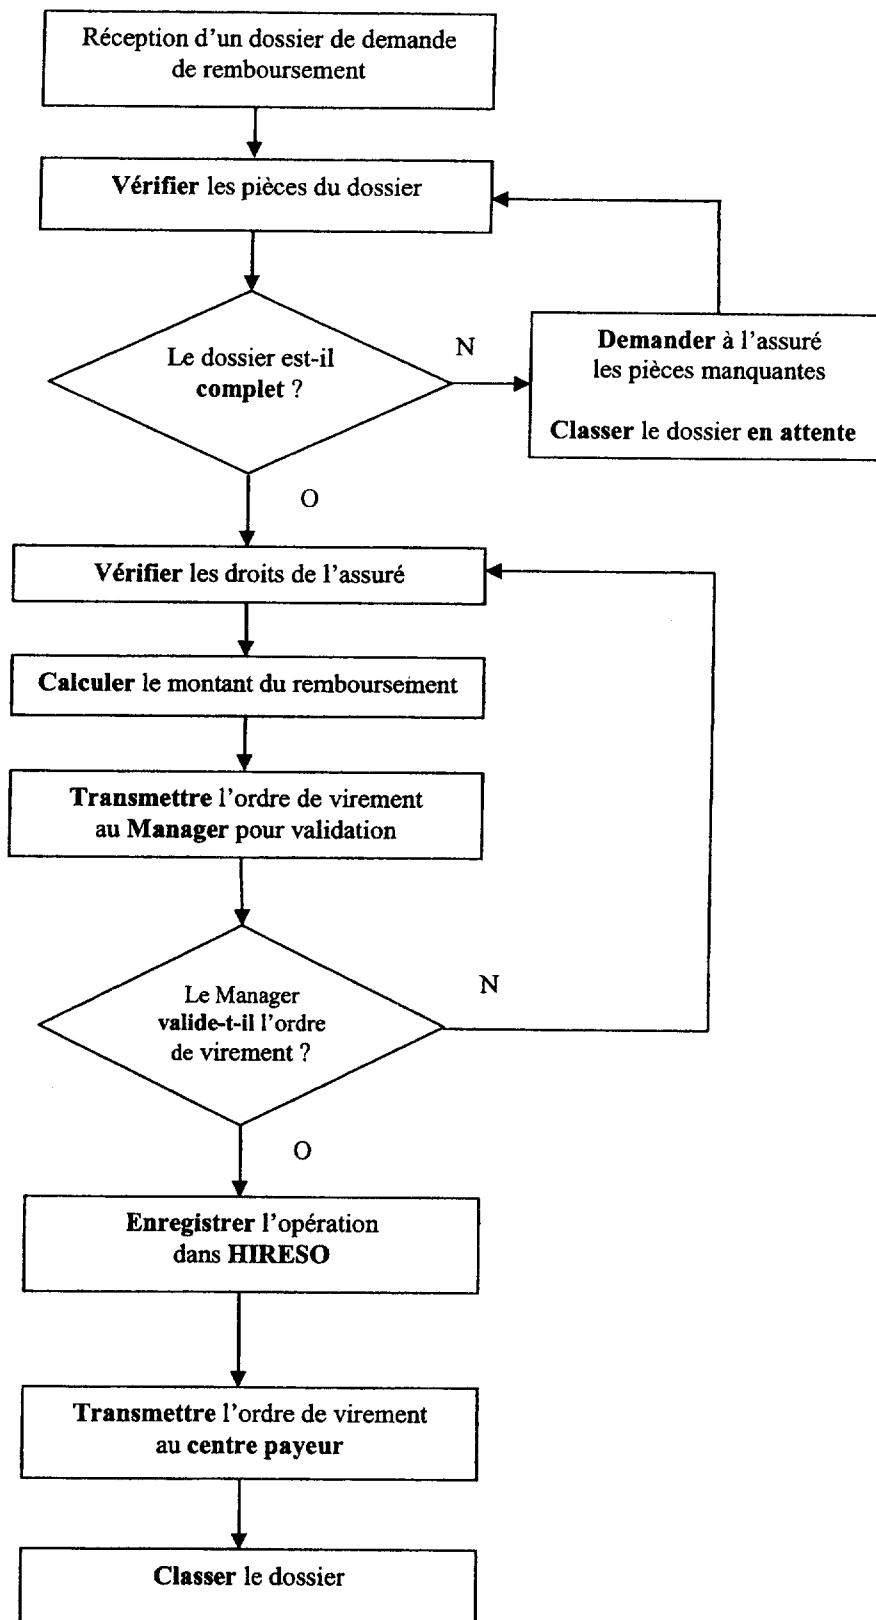 Réception d'un dossier de demande
de remboursement
Vérifier les pièces du dossier
Le dossier est-il
complet ?
N
Demander à l'assuré
les pièces manquantes
Classer le dossier en attente
O
Vérifier les droits de l'assuré
Calculer le montant du remboursement
Transmettre l'ordre de virement
au Manager pour validation
Le Manager
valide-t-il l'ordre
de virement ?
N
O
Enregistrer l'opération
dans HIRESO
Transmettre l'ordre de virement
au centre payeur
Classer le dossier